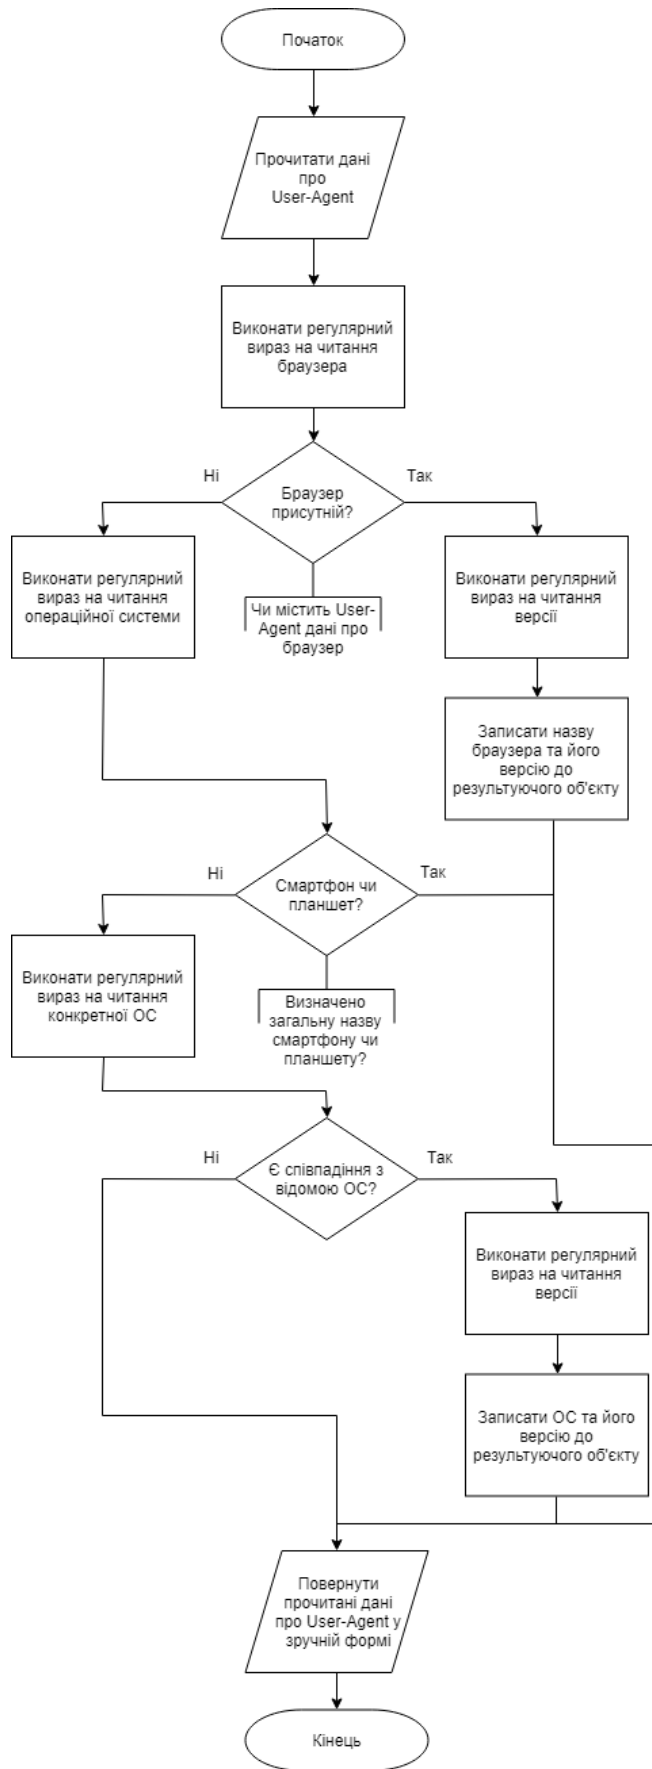 Початок
Прочитати дані
про
User-Agent
Виконати регулярний
вираз на читання
браузера
Ні
Так
Браузер
присутній?
Виконати регулярний
вираз на читання
операційної системи
Чи містить User-
Agent дані про
браузер
Виконати регулярний
вираз на читання
версії
Записати назву
браузера та його
версію до
результуючого об'єкту
Ні
Так
Смартфон чи
планшет?
Виконати регулярний
вираз на читання
конкретної ОС
Визначено
загальну назву
смартфону чи
планшету?
Ні
Так
Є співпадіння з
відомою ОС?
Виконати регулярний
вираз на читання
версії
Записати ОС та його
версію до
результуючого об'єкту
Повернути
прочитані дані
про User-Agent у
зручній формі
Кінець